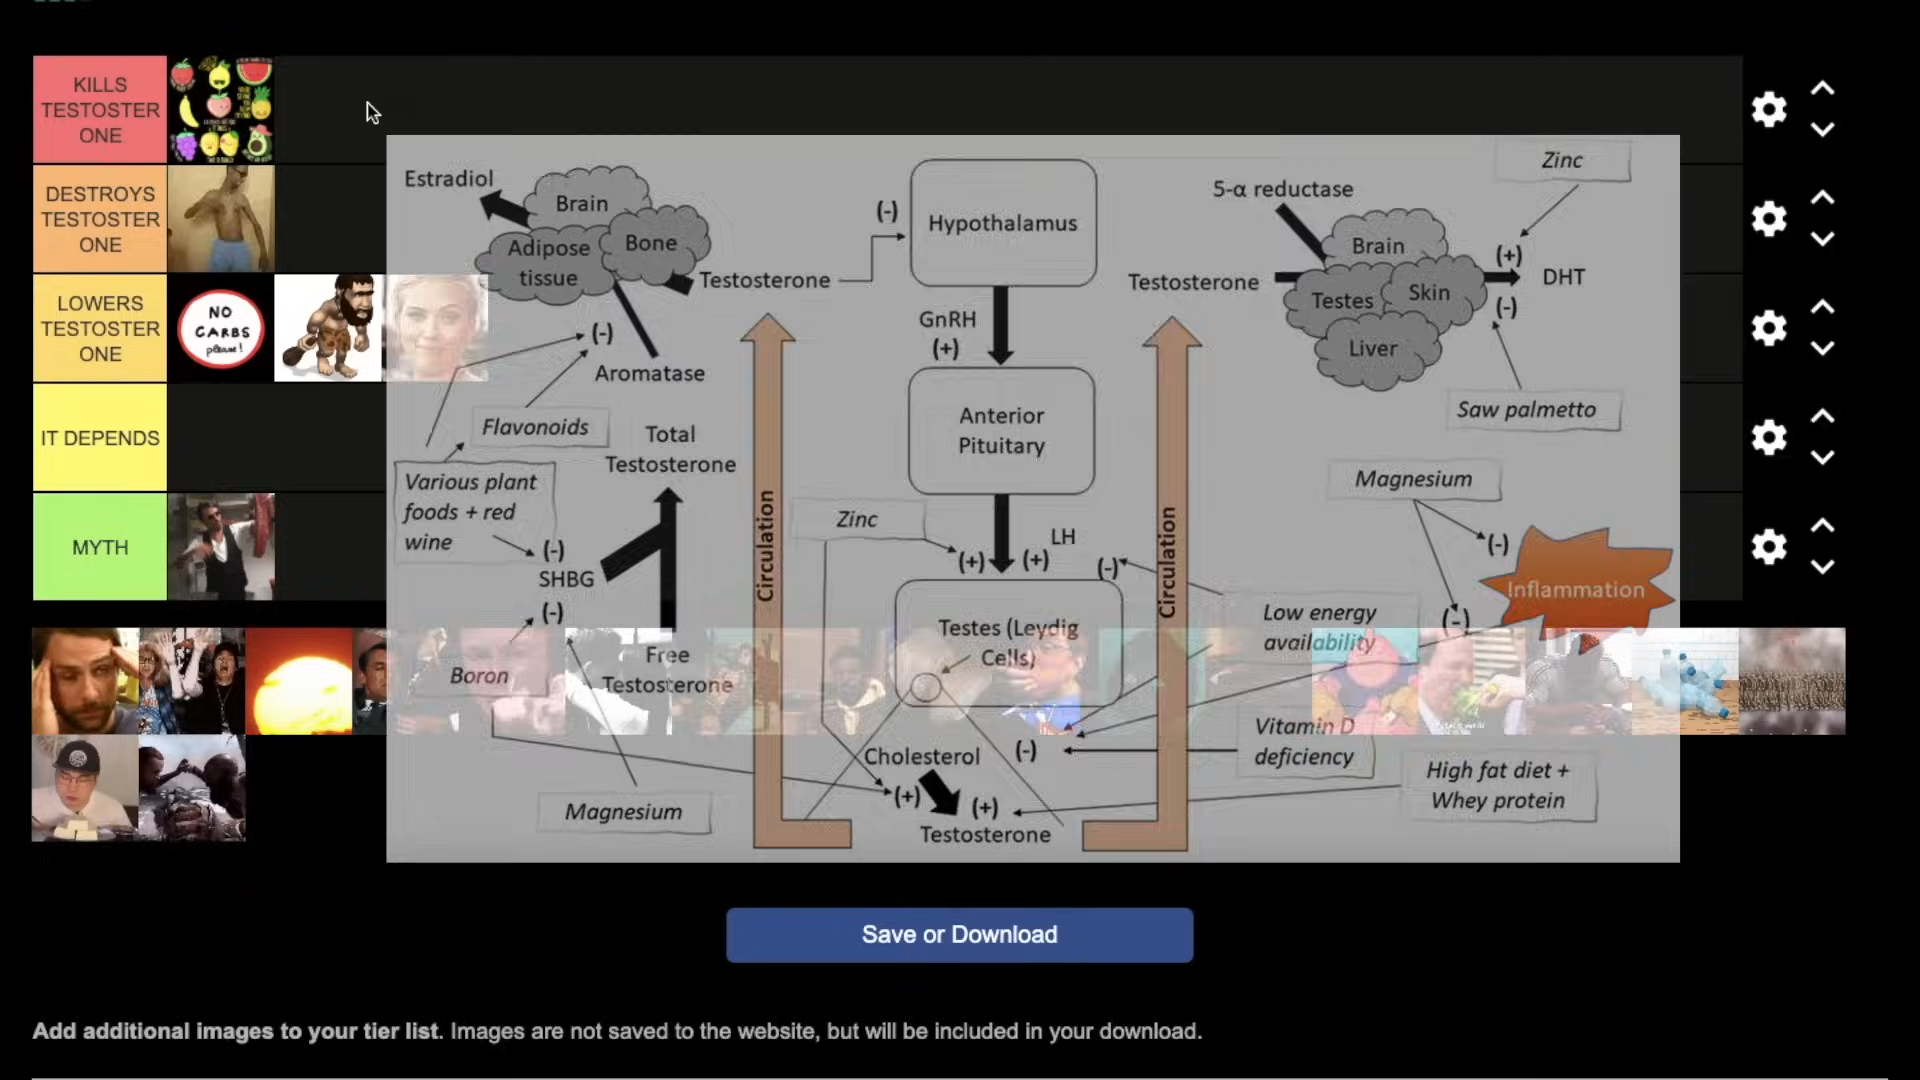 KILLS
TESTOSTER
ONE
DESTROYS
TESTOSTER
ONE
LOWERS
TESTOSTER
ONE
NO
CARBS
please!
IT DEPENDS
MYTH
Estradiol
Brain
Adipose
tissue
Bone
Testosterone
(-)
Hypothalamus
GnRH
(+)
Anterior
Pituitary
(-)
Aromatase
Flavonoids
Total
Testosterone
Various plant
foods + red
wine
(-)
SHBG
(-)
Boron
Free
Testosterone
Magnesium
Circulation
Zinc
(+)
(+)
LH
(-)
Testes (Leydig
Cells)
Cholesterol
(-)
(+)
(+)
Testosterone
Circulation
5-α reductase
Zinc
Testosterone
Brain
Testes
Skin
Liver
(+)
DHT
(-)
Saw palmetto
Magnesium
(-)
(-)
Inflammation
Low energy
availability
Vitamin D
deficiency
High fat diet +
Whey protein
Save or Download
Add additional images to your tier list. Images are not saved to the website, but will be included in your download.